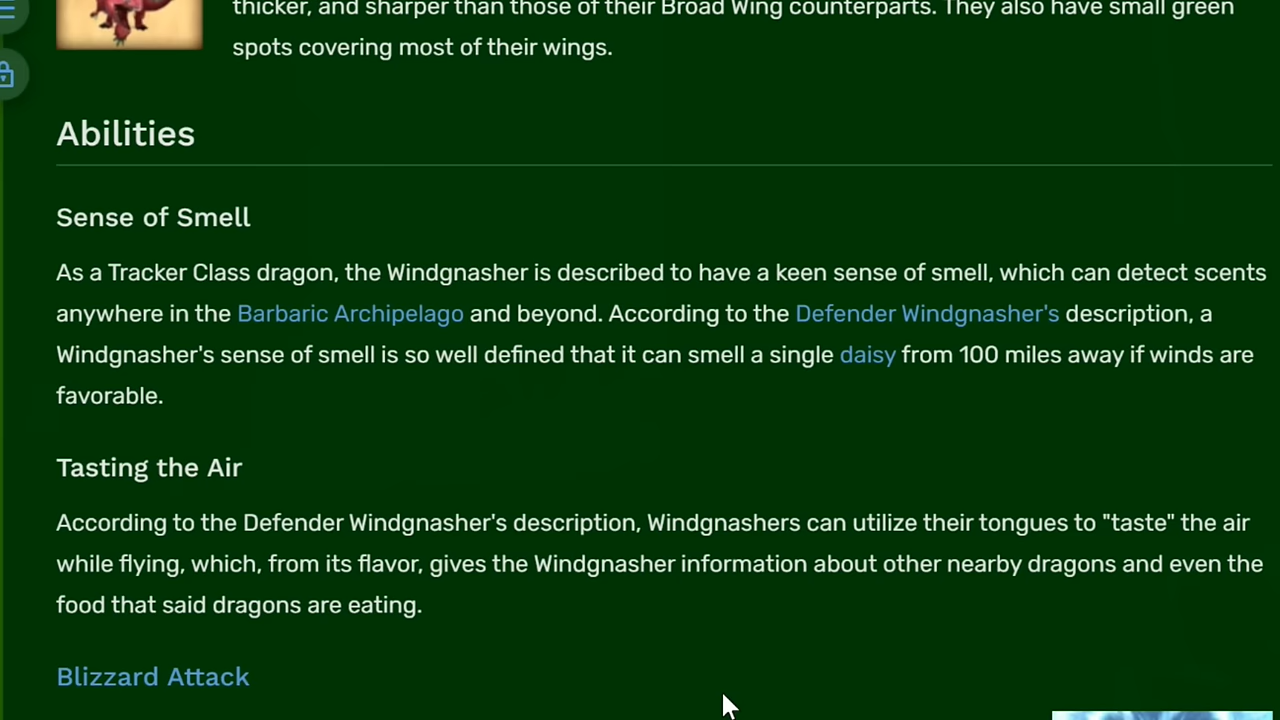 thicker, and sharper than those of their Broad Wing counterparts. They also have small green
spots covering most of their wings.
Abilities
Sense of Smell
As a Tracker Class dragon, the Windgnasher is described to have a keen sense of smell, which can detect scents
anywhere in the Barbaric Archipelago and beyond. According to the Defender Windgnasher's description, a
Windgnasher's sense of smell is so well defined that it can smell a single daisy from 100 miles away if winds are
favorable.
Tasting the Air
According to the Defender Windgnasher's description, Windgnashers can utilize their tongues to "taste" the air
while flying, which, from its flavor, gives the Windgnasher information about other nearby dragons and even the
food that said dragons are eating.
Blizzard Attack